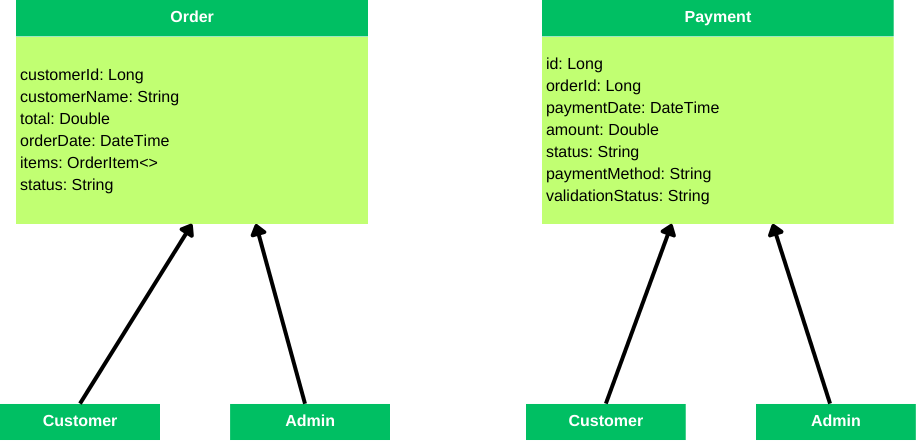 Order
customerId: Long
customerName: String
total: Double
orderDate: DateTime
items: OrderItem<>
status: String
Payment
id: Long
orderId: Long
paymentDate: DateTime
amount: Double
status: String
paymentMethod: String
validationStatus: String
Customer
Admin
Customer
Admin